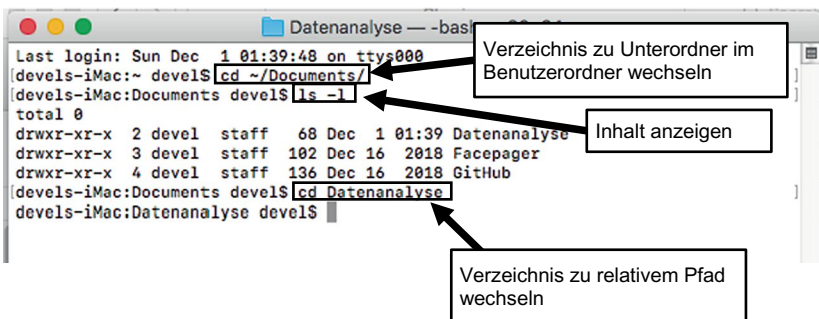 Datenanalyse — -bash
Last login: Sun Dec  1 01:39:48 on ttys000
[devels-iMac:~ devel$ cd ~/Documents/ ]
[devels-iMac:Documents devel$ ls -l ]
total 0
drwxr-xr-x  2 devel  staff   68 Dec  1 01:39 Datenanalyse
drwxr-xr-x  3 devel  staff  102 Dec 16  2018 Facepager
drwxr-xr-x  4 devel  staff  136 Dec 16  2018 GitHub
[devels-iMac:Documents devel$ cd Datenanalyse ]
devels-iMac:Datenanalyse devel$
Verzeichnis zu Unterordner im
Benutzerordner wechseln
Inhalt anzeigen
Verzeichnis zu relativem Pfad
wechseln